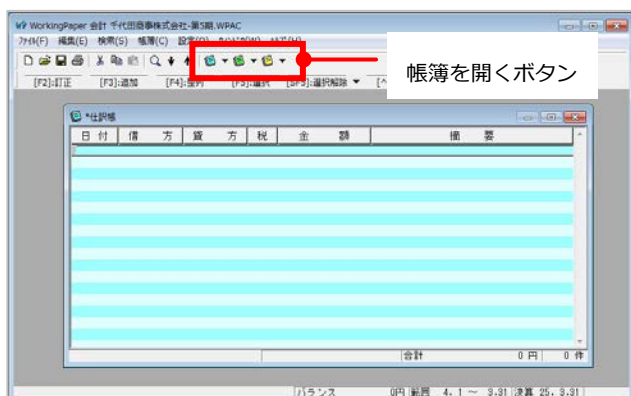 WorkingPaper 会計 千代田商事株式会社-第5期.WPAC
ファイル(F) 編集(E) 検索(S) 帳簿(C)
帳簿を開くボタン
[F2]:訂正 [F3]:追加 [F4]:整列 [F5]:選択 [SF5]:選択解除
*仕訳帳
日 付 借 方 貸 方 税 金 額 摘 要
合計 0 円 0 件
バランス 0円 範囲 4. 1 ～ 3.31 決算 25. 3.31